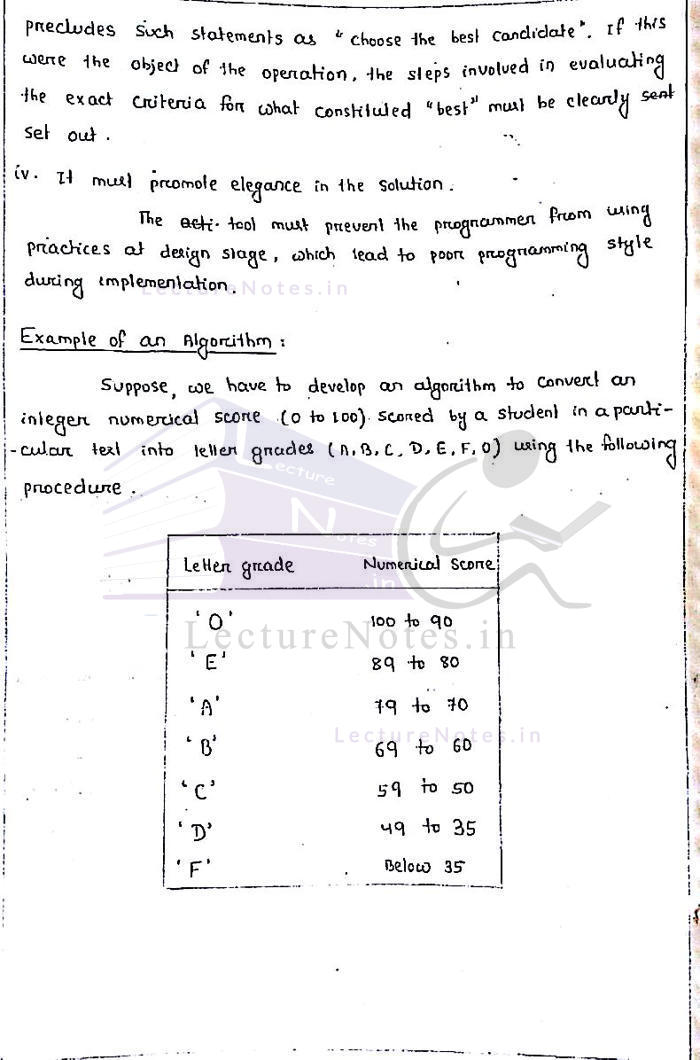 precludes such statements as "choose the best candidate". If this
were the object of the operation, the steps involved in evaluating
the exact criteria for what constituted "best" must be clearly sent
set out.
iv. It must promote elegance in the solution.
The acti. tool must prevent the programmer from using
practices at design stage, which lead to poor programming style
during implementation.
LectureNotes.in
Example of an Algorithm:
Suppose, we have to develop an algorithm to convert an
integer numerical score (0 to 100) scored by a student in a parti-
-cular test into letter grades (A, B, C, D, E, F, O) using the following
procedure.
Lecture
Notes
.in
Letter grade Numerical Score
'O' 100 to 90
LectureNotes.in
'E' 89 to 80
'A' 79 to 70
LectureNotes.in
'B' 69 to 60
'C' 59 to 50
'D' 49 to 35
'F' Below 35